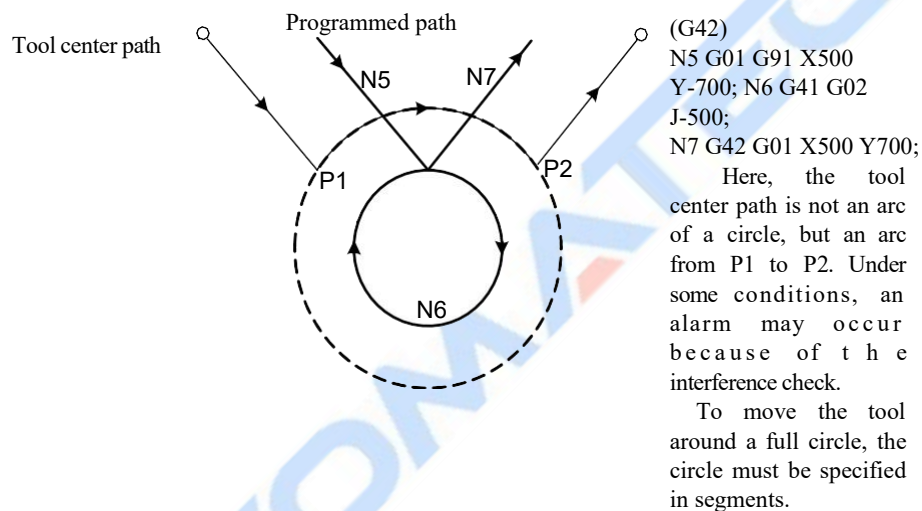 Programmed path
Tool center path
N5
N7
P1
P2
N6
(G42)
N5 G01 G91 X500
Y-700; N6 G41 G02
J-500;
N7 G42 G01 X500 Y700;
Here, the tool
center path is not an arc
of a circle, but an arc
from P1 to P2. Under
some conditions, an
alarm may occur
because of t h e
interference check.
To move the tool
around a full circle, the
circle must be specified
in segments.